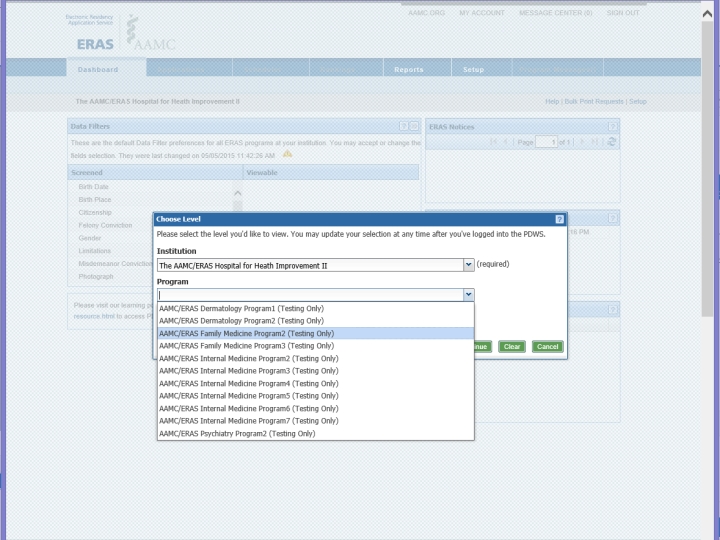 Electronic Residency
Application Service
ERAS
AAMC
AAMC.ORG MY ACCOUNT MESSAGE CENTER (0) SIGN OUT
Dashboard Reports Setup
The AAMC/ERAS Hospital for Heath Improvement II
Help | Bulk Print Requests | Setup
Data Filters
These are the default Data Filter preferences for all ERAS programs at your institution. You may accept or change the
fields selection. They were last changed on 05/05/2015 11:42:26 AM
Screened Viewable
Birth Date
Birth Place
Citizenship
Felony Conviction
Gender
Limitations
Misdemeanor Conviction
Photograph
ERAS Notices
Page 1 of 1
PM
Please visit our learning
resource.html to access
Choose Level
Please select the level you'd like to view. You may update your selection at any time after you've logged into the PDWS.
Institution
The AAMC/ERAS Hospital for Heath Improvement II (required)
Program
AAMC/ERAS Dermatology Program1 (Testing Only)
AAMC/ERAS Dermatology Program2 (Testing Only)
AAMC/ERAS Family Medicine Program2 (Testing Only)
AAMC/ERAS Family Medicine Program3 (Testing Only)
AAMC/ERAS Internal Medicine Program2 (Testing Only)
AAMC/ERAS Internal Medicine Program3 (Testing Only)
AAMC/ERAS Internal Medicine Program4 (Testing Only)
AAMC/ERAS Internal Medicine Program5 (Testing Only)
AAMC/ERAS Internal Medicine Program6 (Testing Only)
AAMC/ERAS Internal Medicine Program7 (Testing Only)
AAMC/ERAS Psychiatry Program2 (Testing Only)
nue Clear Cancel